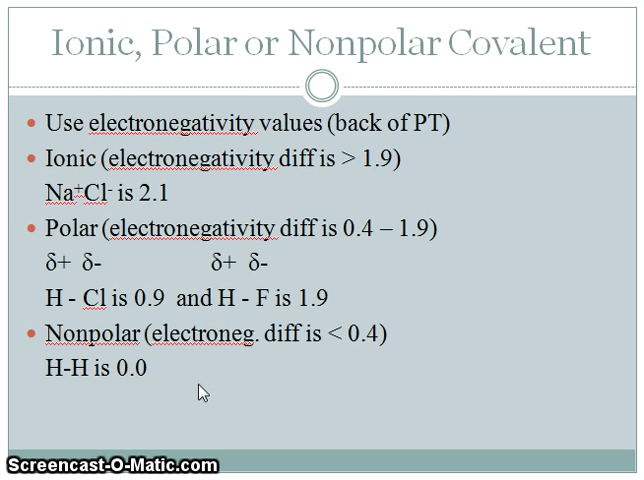 Ionic, Polar or Nonpolar Covalent
• Use electronegativity values (back of PT)
• Ionic (electronegativity diff is > 1.9)
Na⁺Cl⁻ is 2.1
• Polar (electronegativity diff is 0.4 – 1.9)
δ+ δ- δ+ δ-
H - Cl is 0.9 and H - F is 1.9
• Nonpolar (electroneg. diff is < 0.4)
H-H is 0.0
Screencast-O-Matic.com